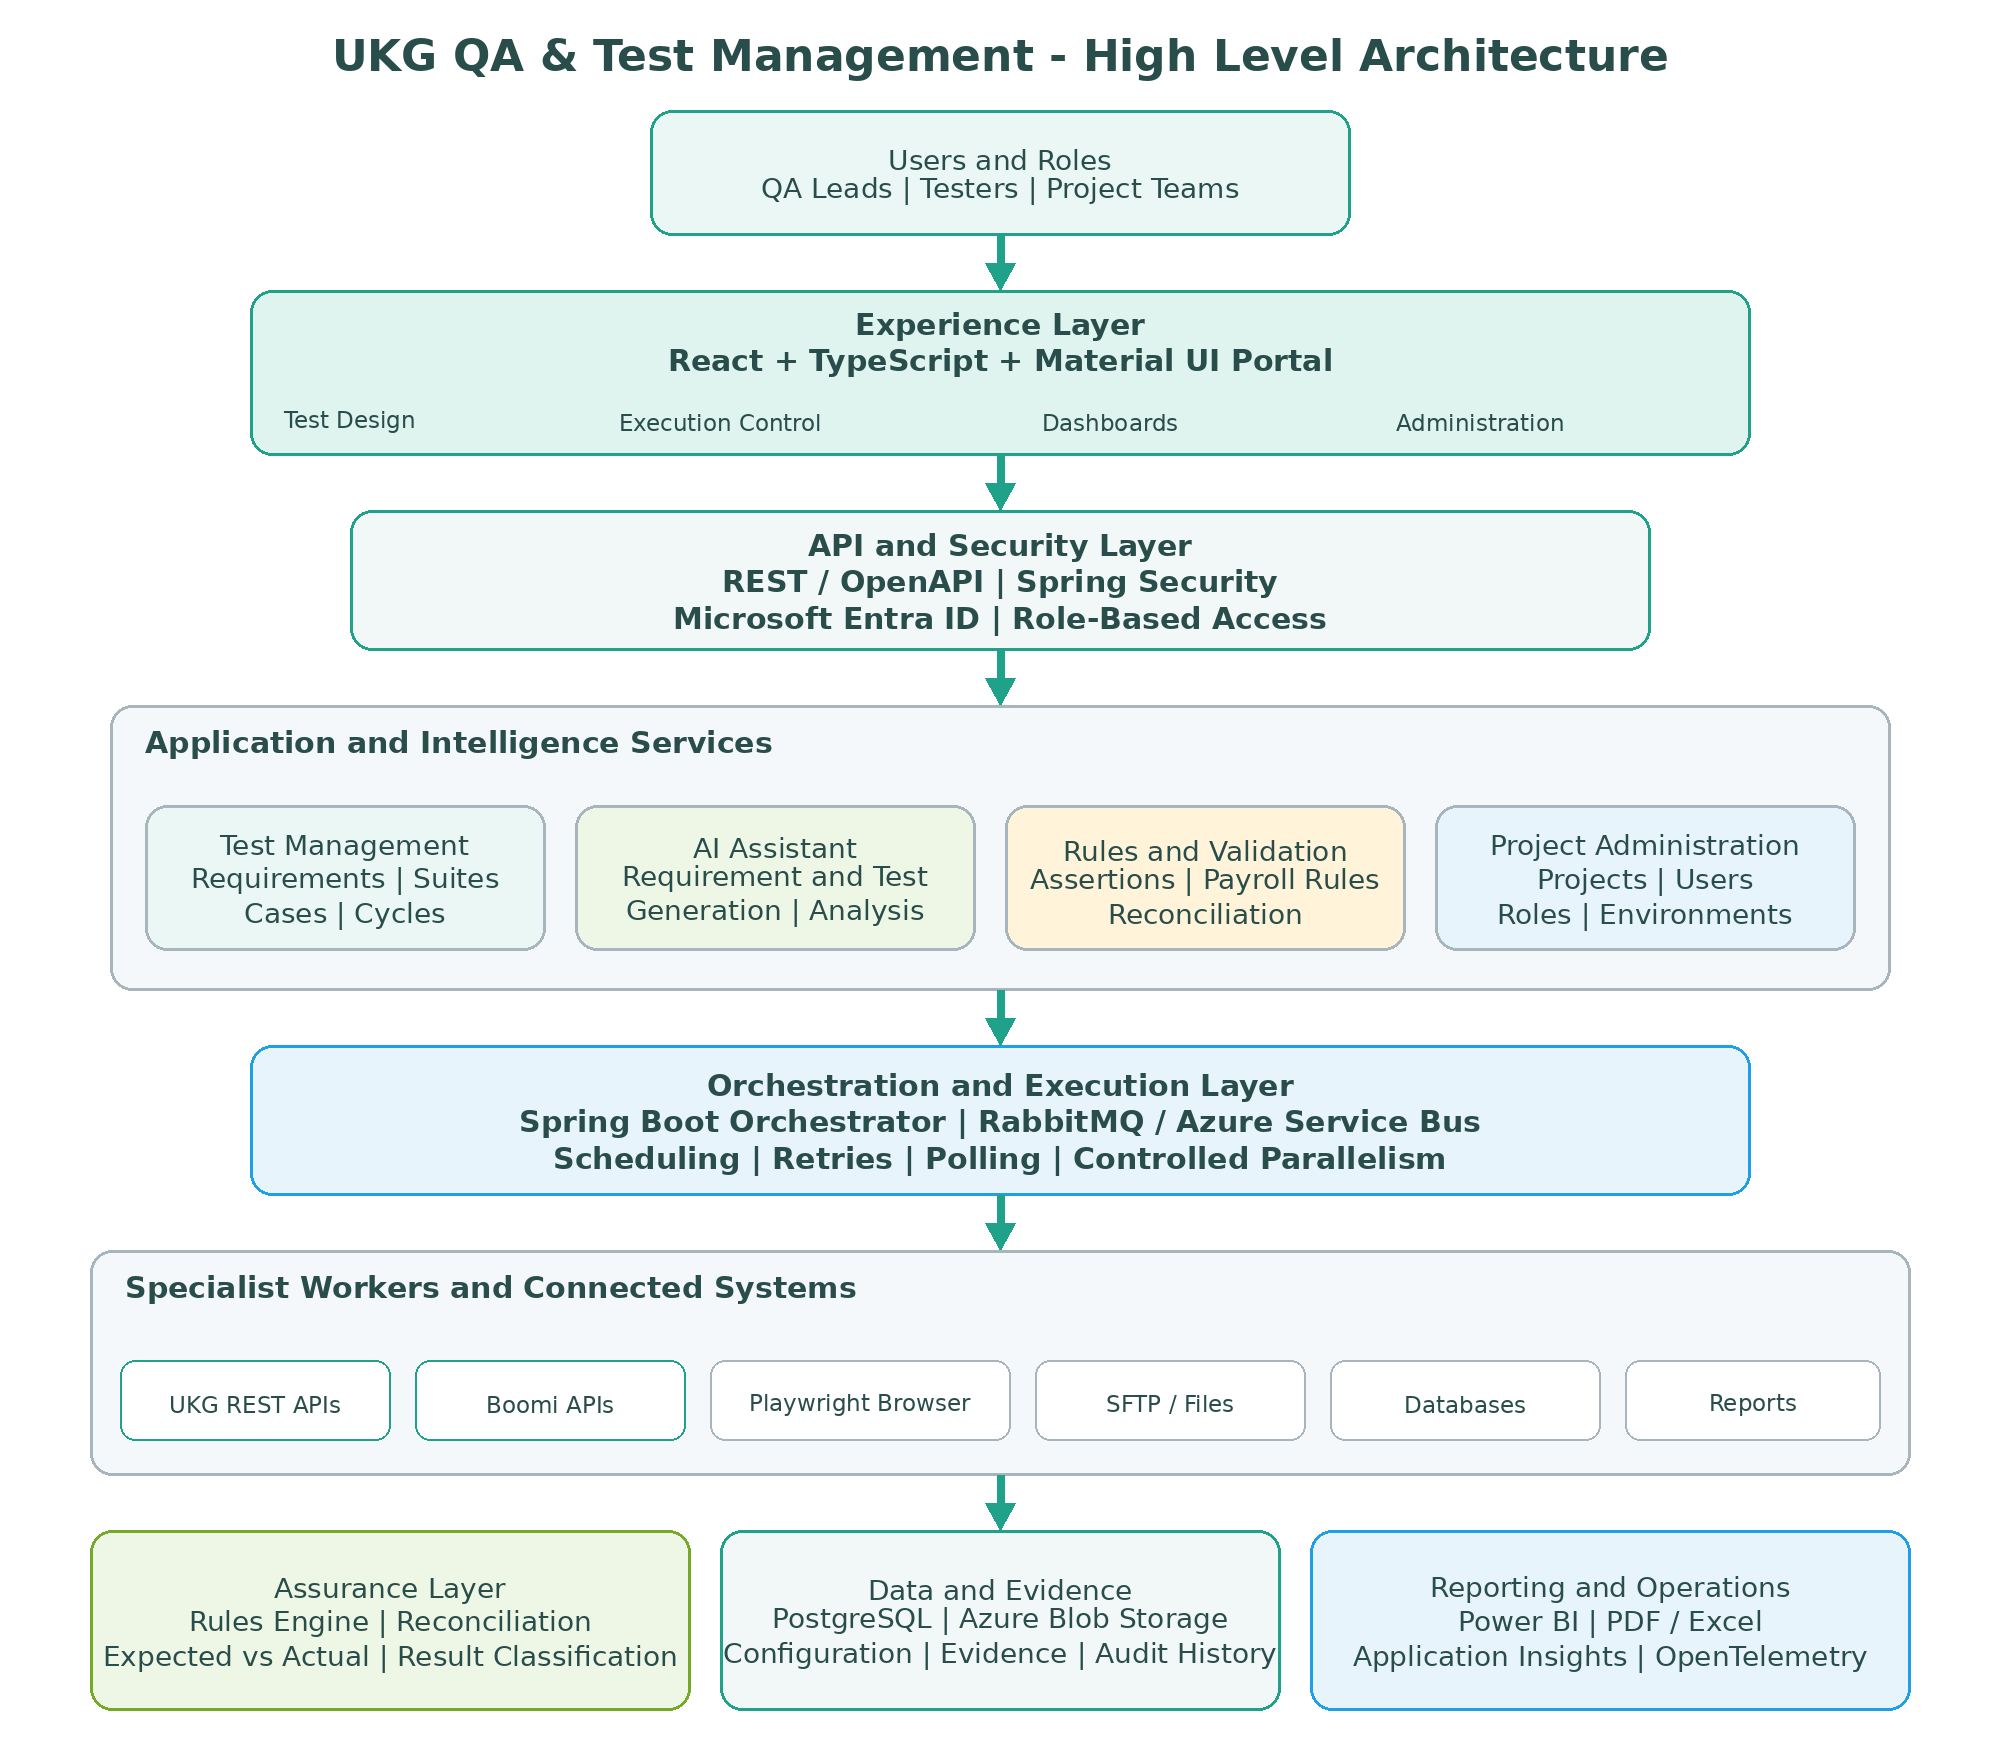 UKG QA & Test Management - High Level Architecture
Users and Roles
QA Leads | Testers | Project Teams
Experience Layer
React + TypeScript + Material UI Portal
Test Design
Execution Control
Dashboards
Administration
API and Security Layer
REST / OpenAPI | Spring Security
Microsoft Entra ID | Role-Based Access
Application and Intelligence Services
Test Management
Requirements | Suites
Cases | Cycles
AI Assistant
Requirement and Test
Generation | Analysis
Rules and Validation
Assertions | Payroll Rules
Reconciliation
Project Administration
Projects | Users
Roles | Environments
Orchestration and Execution Layer
Spring Boot Orchestrator | RabbitMQ / Azure Service Bus
Scheduling | Retries | Polling | Controlled Parallelism
Specialist Workers and Connected Systems
UKG REST APIs
Boomi APIs
Playwright Browser
SFTP / Files
Databases
Reports
Assurance Layer
Rules Engine | Reconciliation
Expected vs Actual | Result Classification
Data and Evidence
PostgreSQL | Azure Blob Storage
Configuration | Evidence | Audit History
Reporting and Operations
Power BI | PDF / Excel
Application Insights | OpenTelemetry